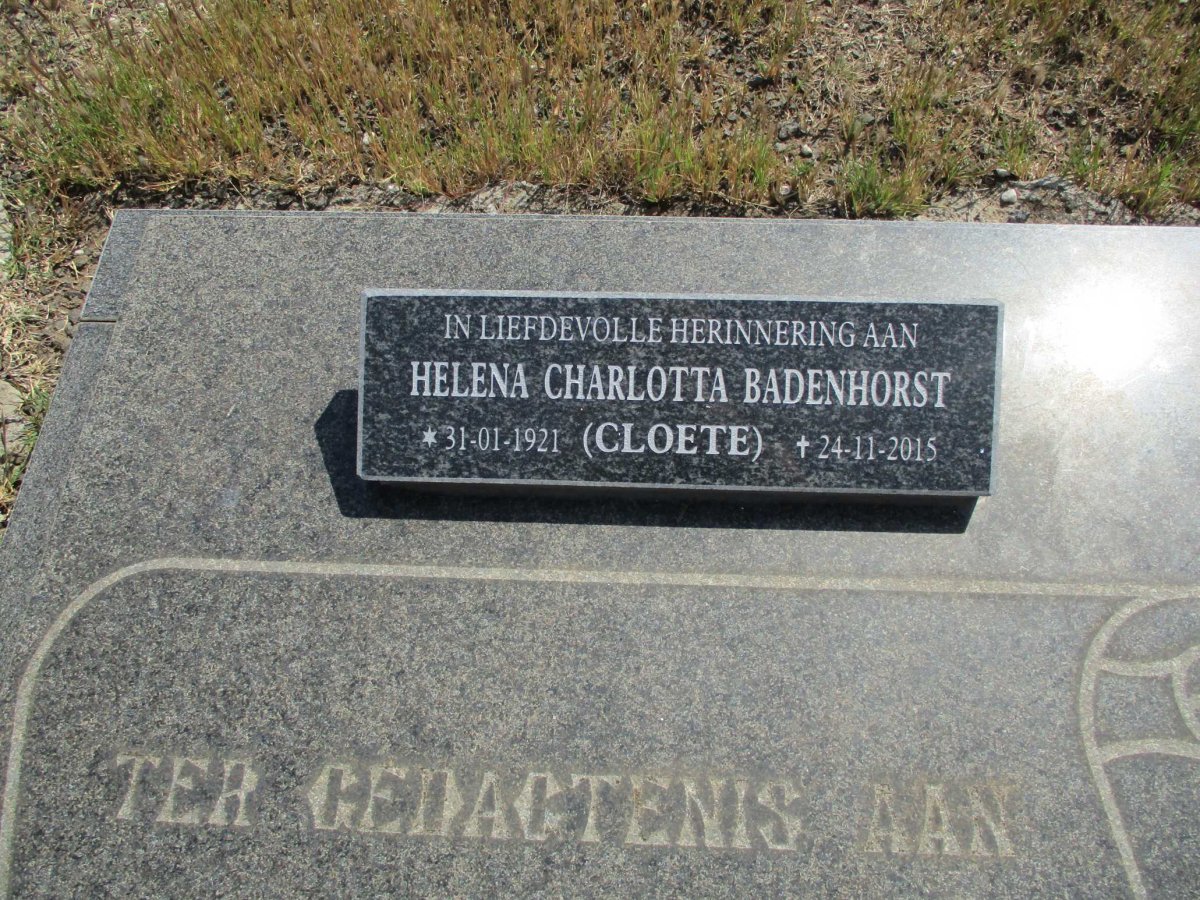 IN LIEFDEVOLLE HERINNERING AAN
HELENA CHARLOTTA BADENHORST
* 31-01-1921 (CLOETE) ✝ 24-11-2015
TER GEDACTENIS AAN